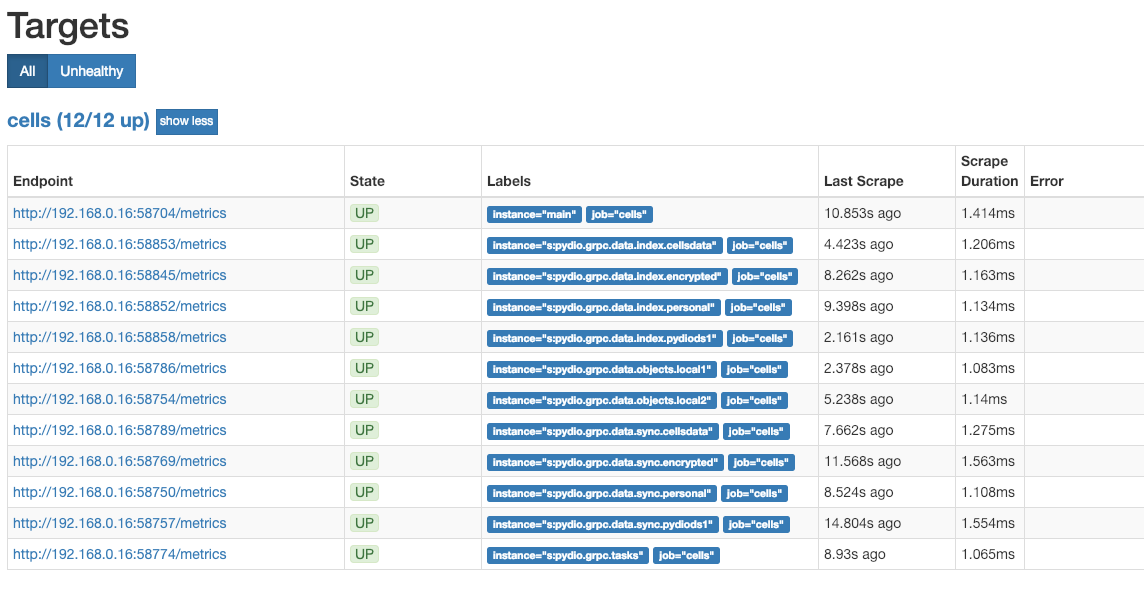 Targets
All Unhealthy
cells (12/12 up) show less
Endpoint State Labels Last Scrape Scrape Duration Error
http://192.168.0.16:58704/metrics UP instance="main" job="cells" 10.853s ago 1.414ms
http://192.168.0.16:58853/metrics UP instance="s:pydio.grpc.data.index.cellsdata" job="cells" 4.423s ago 1.206ms
http://192.168.0.16:58845/metrics UP instance="s:pydio.grpc.data.index.encrypted" job="cells" 8.262s ago 1.163ms
http://192.168.0.16:58852/metrics UP instance="s:pydio.grpc.data.index.personal" job="cells" 9.398s ago 1.134ms
http://192.168.0.16:58858/metrics UP instance="s:pydio.grpc.data.index.pydiods1" job="cells" 2.161s ago 1.136ms
http://192.168.0.16:58786/metrics UP instance="s:pydio.grpc.data.objects.local1" job="cells" 2.378s ago 1.083ms
http://192.168.0.16:58754/metrics UP instance="s:pydio.grpc.data.objects.local2" job="cells" 5.238s ago 1.14ms
http://192.168.0.16:58789/metrics UP instance="s:pydio.grpc.data.sync.cellsdata" job="cells" 7.662s ago 1.275ms
http://192.168.0.16:58769/metrics UP instance="s:pydio.grpc.data.sync.encrypted" job="cells" 11.568s ago 1.563ms
http://192.168.0.16:58750/metrics UP instance="s:pydio.grpc.data.sync.personal" job="cells" 8.524s ago 1.108ms
http://192.168.0.16:58757/metrics UP instance="s:pydio.grpc.data.sync.pydiods1" job="cells" 14.804s ago 1.554ms
http://192.168.0.16:58774/metrics UP instance="s:pydio.grpc.tasks" job="cells" 8.93s ago 1.065ms